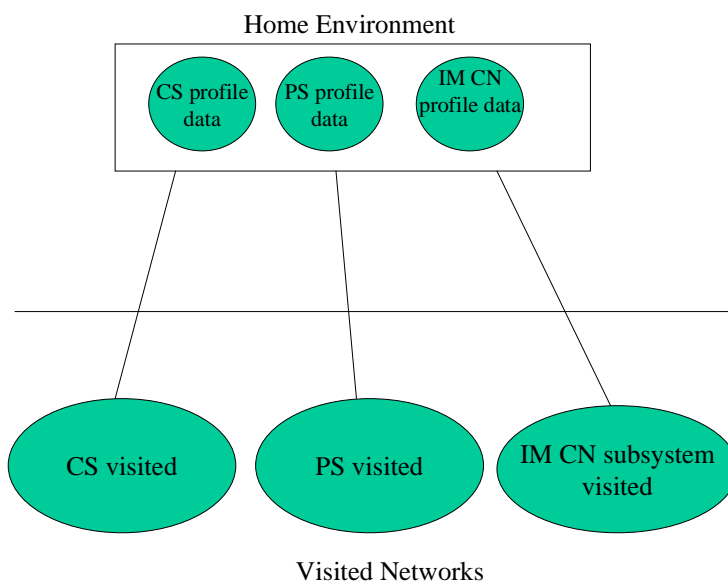 Home Environment
CS profile
data
PS profile
data
IM CN
profile data
CS visited
PS visited
IM CN subsystem
visited
Visited Networks